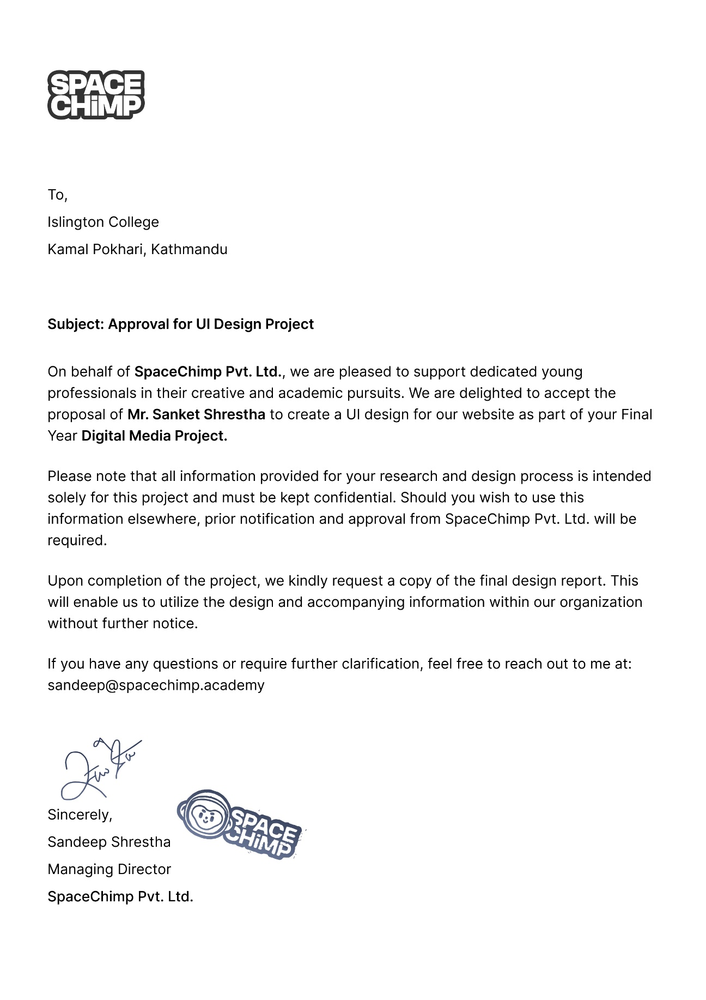 SPACE
CHiMP
To,
Islington College
Kamal Pokhari, Kathmandu
Subject: Approval for UI Design Project
On behalf of SpaceChimp Pvt. Ltd., we are pleased to support dedicated young
professionals in their creative and academic pursuits. We are delighted to accept the
proposal of Mr. Sanket Shrestha to create a UI design for our website as part of your Final
Year Digital Media Project.
Please note that all information provided for your research and design process is intended
solely for this project and must be kept confidential. Should you wish to use this
information elsewhere, prior notification and approval from SpaceChimp Pvt. Ltd. will be
required.
Upon completion of the project, we kindly request a copy of the final design report. This
will enable us to utilize the design and accompanying information within our organization
without further notice.
If you have any questions or require further clarification, feel free to reach out to me at:
sandeep@spacechimp.academy
Sincerely,
Sandeep Shrestha
Managing Director
SpaceChimp Pvt. Ltd.
SPACE
CHiMP